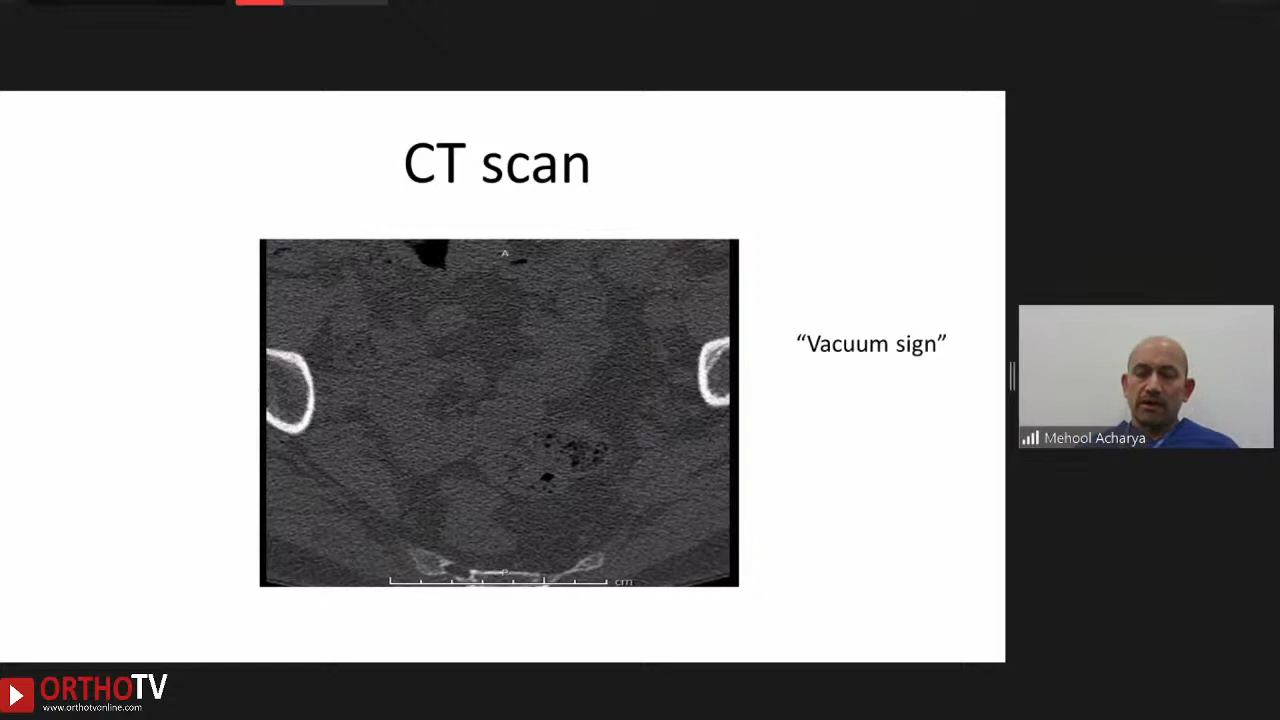 CT scan
A
“Vacuum sign”
Mehool Acharya
P
cm
ORTHOTV
www.orthotvonline.com